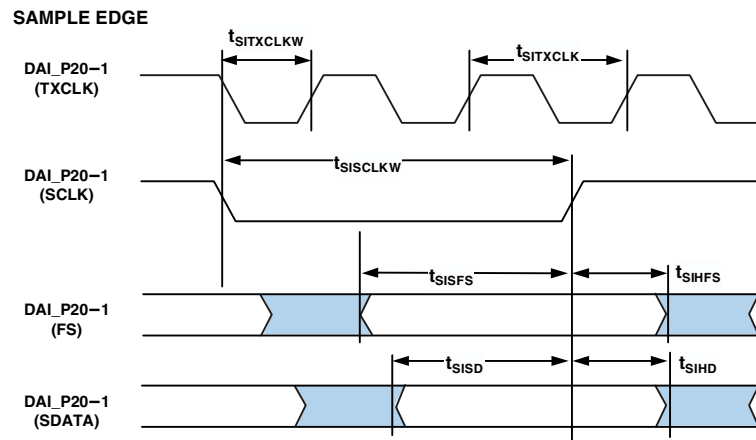 SAMPLE EDGE
DAI_P20–1
(TXCLK)
tSITXCLKW
tSITXCLK
DAI_P20–1
(SCLK)
tSISCLKW
DAI_P20–1
(FS)
tSISFS
tSIHFS
DAI_P20–1
(SDATA)
tSISD
tSIHD